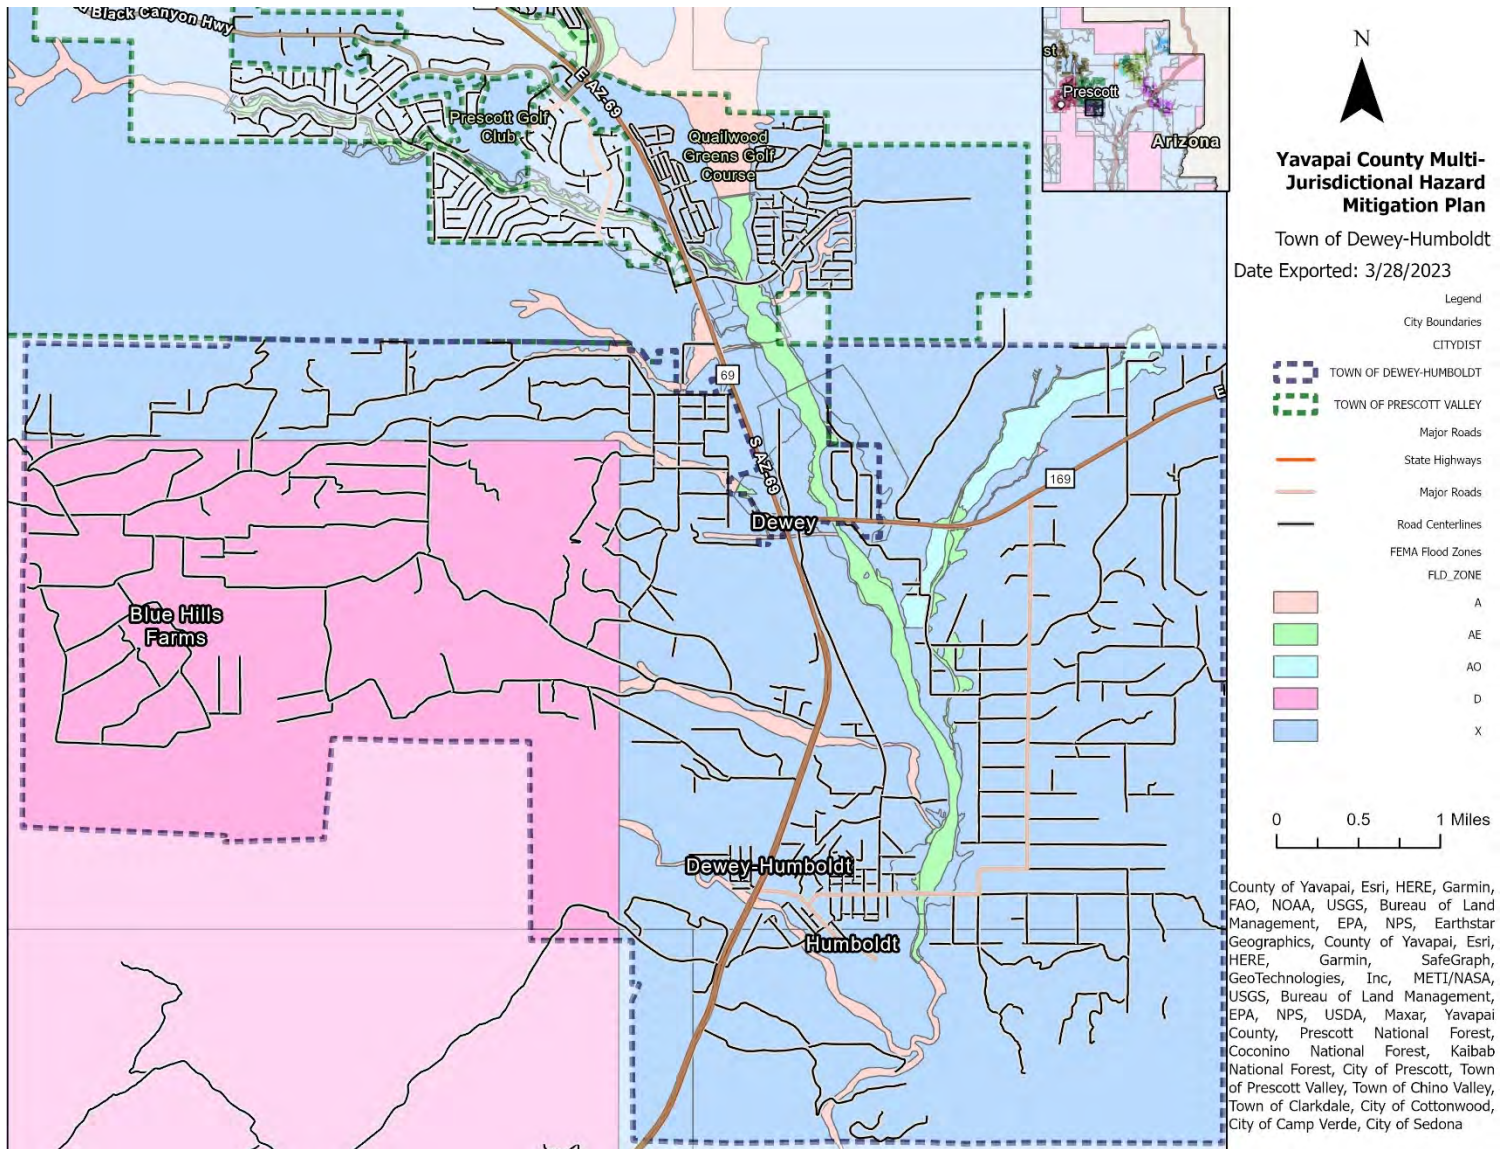 Black Canyon Hwy
E AZ-69
Prescott Golf
Club
Quailwood
Greens Golf
Course
69
S AZ-69
169
E
Dewey
Blue Hills
Farms
Dewey-Humboldt
Humboldt
st
Prescott
Arizona
N
Yavapai County Multi-
Jurisdictional Hazard
Mitigation Plan
Town of Dewey-Humboldt
Date Exported: 3/28/2023
Legend
City Boundaries
CITYDIST
TOWN OF DEWEY-HUMBOLDT
TOWN OF PRESCOTT VALLEY
Major Roads
State Highways
Major Roads
Road Centerlines
FEMA Flood Zones
FLD_ZONE
A
AE
AO
D
X
0 0.5 1 Miles
County of Yavapai, Esri, HERE, Garmin,
FAO, NOAA, USGS, Bureau of Land
Management, EPA, NPS, Earthstar
Geographics, County of Yavapai, Esri,
HERE, Garmin, SafeGraph,
GeoTechnologies, Inc, METI/NASA,
USGS, Bureau of Land Management,
EPA, NPS, USDA, Maxar, Yavapai
County, Prescott National Forest,
Coconino National Forest, Kaibab
National Forest, City of Prescott, Town
of Prescott Valley, Town of Chino Valley,
Town of Clarkdale, City of Cottonwood,
City of Camp Verde, City of Sedona